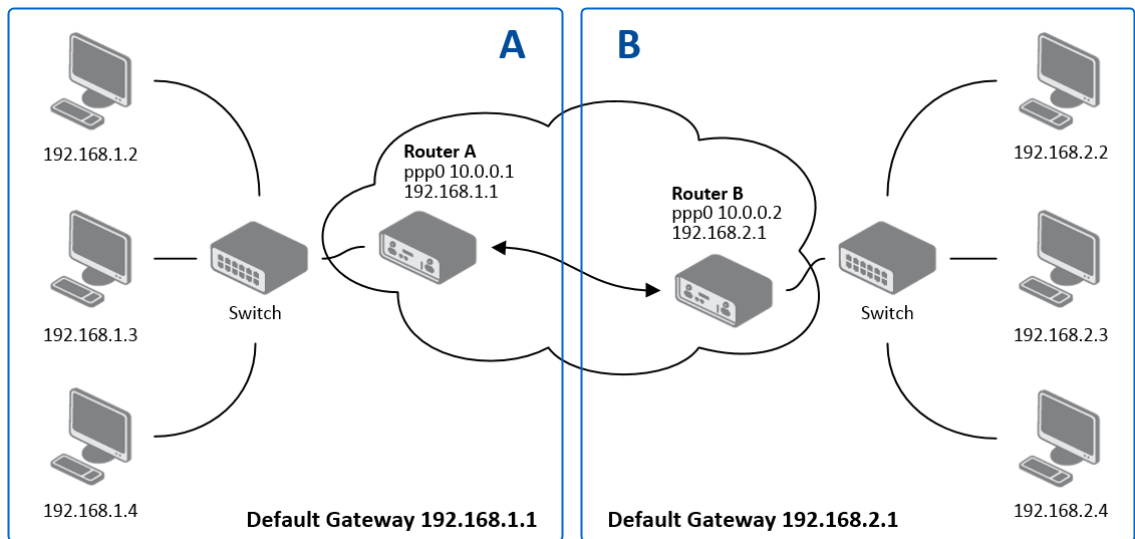 A
192.168.1.2
192.168.1.3
192.168.1.4
Switch
Router A
ppp0 10.0.0.1
192.168.1.1
Default Gateway 192.168.1.1
B
Router B
ppp0 10.0.0.2
192.168.2.1
Switch
192.168.2.2
192.168.2.3
192.168.2.4
Default Gateway 192.168.2.1